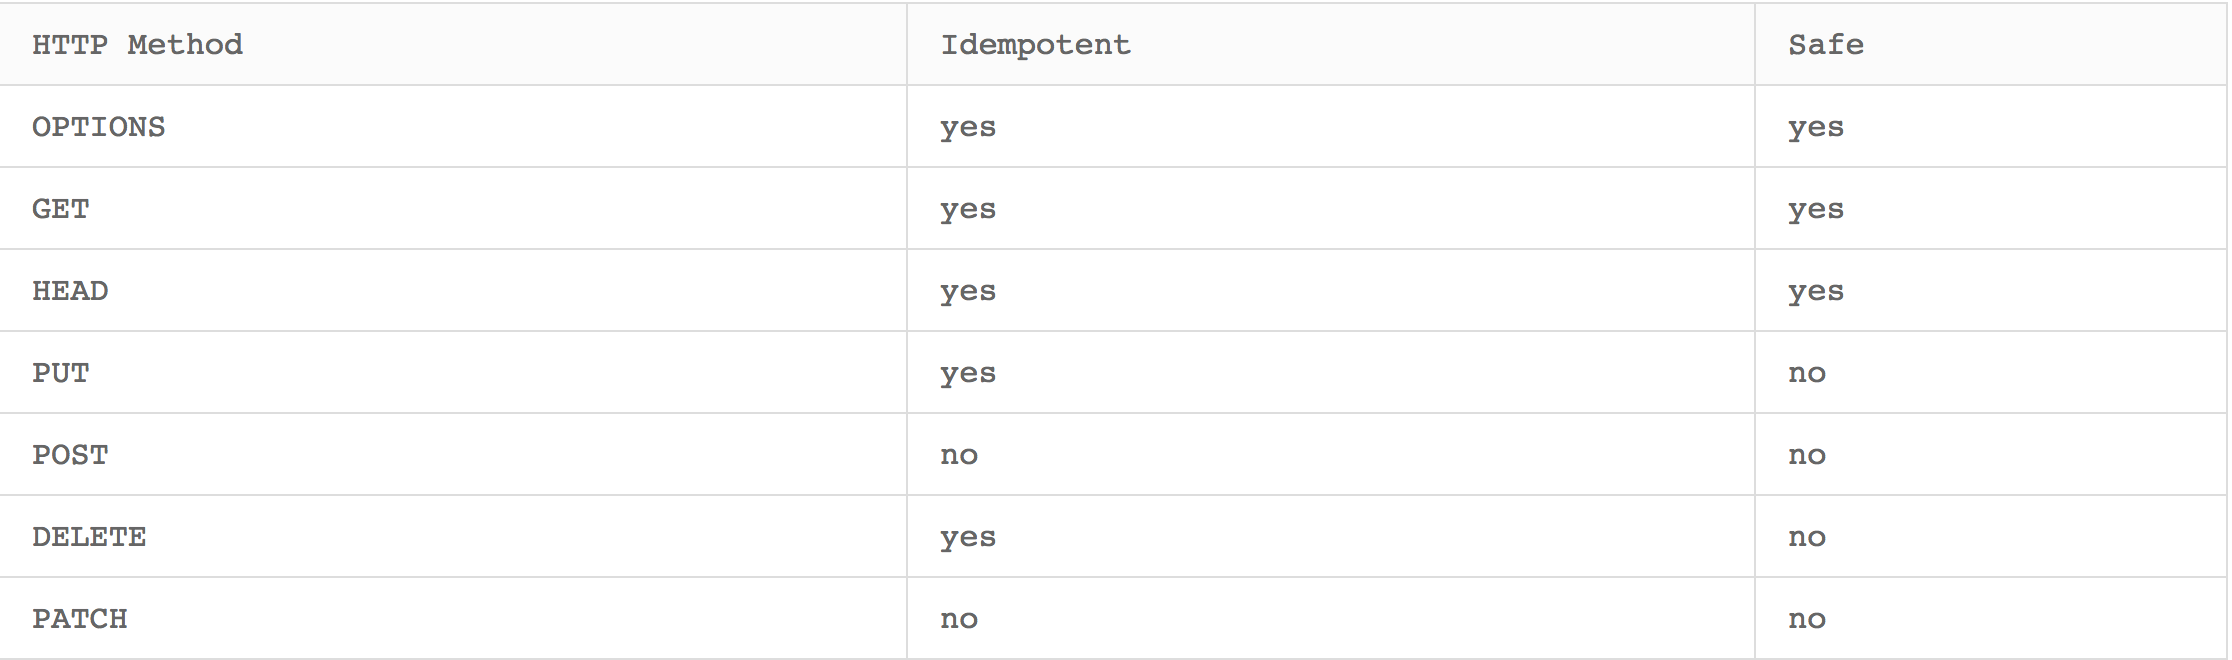 HTTP Method Idempotent Safe
OPTIONS yes yes
GET yes yes
HEAD yes yes
PUT yes no
POST no no
DELETE yes no
PATCH no no